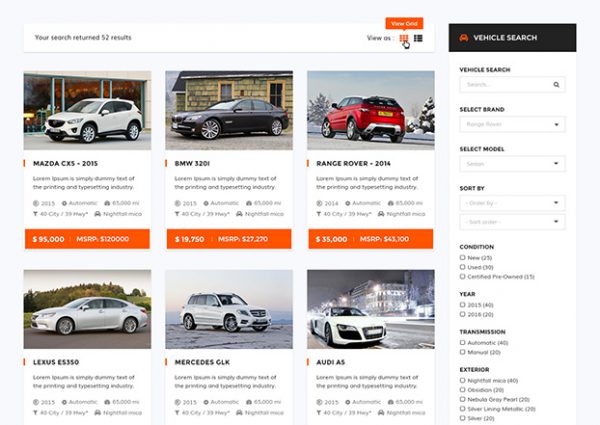 View Grid
Your search returned 52 results
View as :
MAZDA CX5 - 2015
Lorem Ipsum is simply dummy text of
the printing and typesetting industry.
2015 Automatic 65,000 mi
40 City / 39 Hwy* Nightfall mica
$ 95,000 | MSRP: $120000
BMW 320I
Lorem Ipsum is simply dummy text of
the printing and typesetting industry.
2015 Automatic 65,000 mi
40 City / 39 Hwy* Nightfall mica
$ 19,750 | MSRP: $27,270
RANGE ROVER - 2014
Lorem Ipsum is simply dummy text of
the printing and typesetting industry.
2014 Automatic 65,000 mi
40 City / 39 Hwy* Nightfall mica
$ 35,000 | MSRP: $43,100
LEXUS ES350
Lorem Ipsum is simply dummy text of
the printing and typesetting industry.
2015 Automatic 65,000 mi
40 City / 39 Hwy* Nightfall mica
MERCEDES GLK
Lorem Ipsum is simply dummy text of
the printing and typesetting industry.
2015 Automatic 65,000 mi
40 City / 39 Hwy* Nightfall mica
AUDI A5
Lorem Ipsum is simply dummy text of
the printing and typesetting industry.
2015 Automatic 65,000 mi
40 City / 39 Hwy* Nightfall mica
VEHICLE SEARCH
VEHICLE SEARCH
Search...
SELECT BRAND
Range Rover
SELECT MODEL
SORT BY
- Order by -
- Sort order -
CONDITION
New (25)
Used (30)
Certified Pre-Owned (15)
YEAR
2015 (40)
2016 (20)
TRANSMISSION
Automatic (40)
Manual (20)
EXTERIOR
Nightfall mica (40)
Obsidian (20)
Nebula Gray Pearl (20)
Silver Lining Metallic (20)
Silver (20)